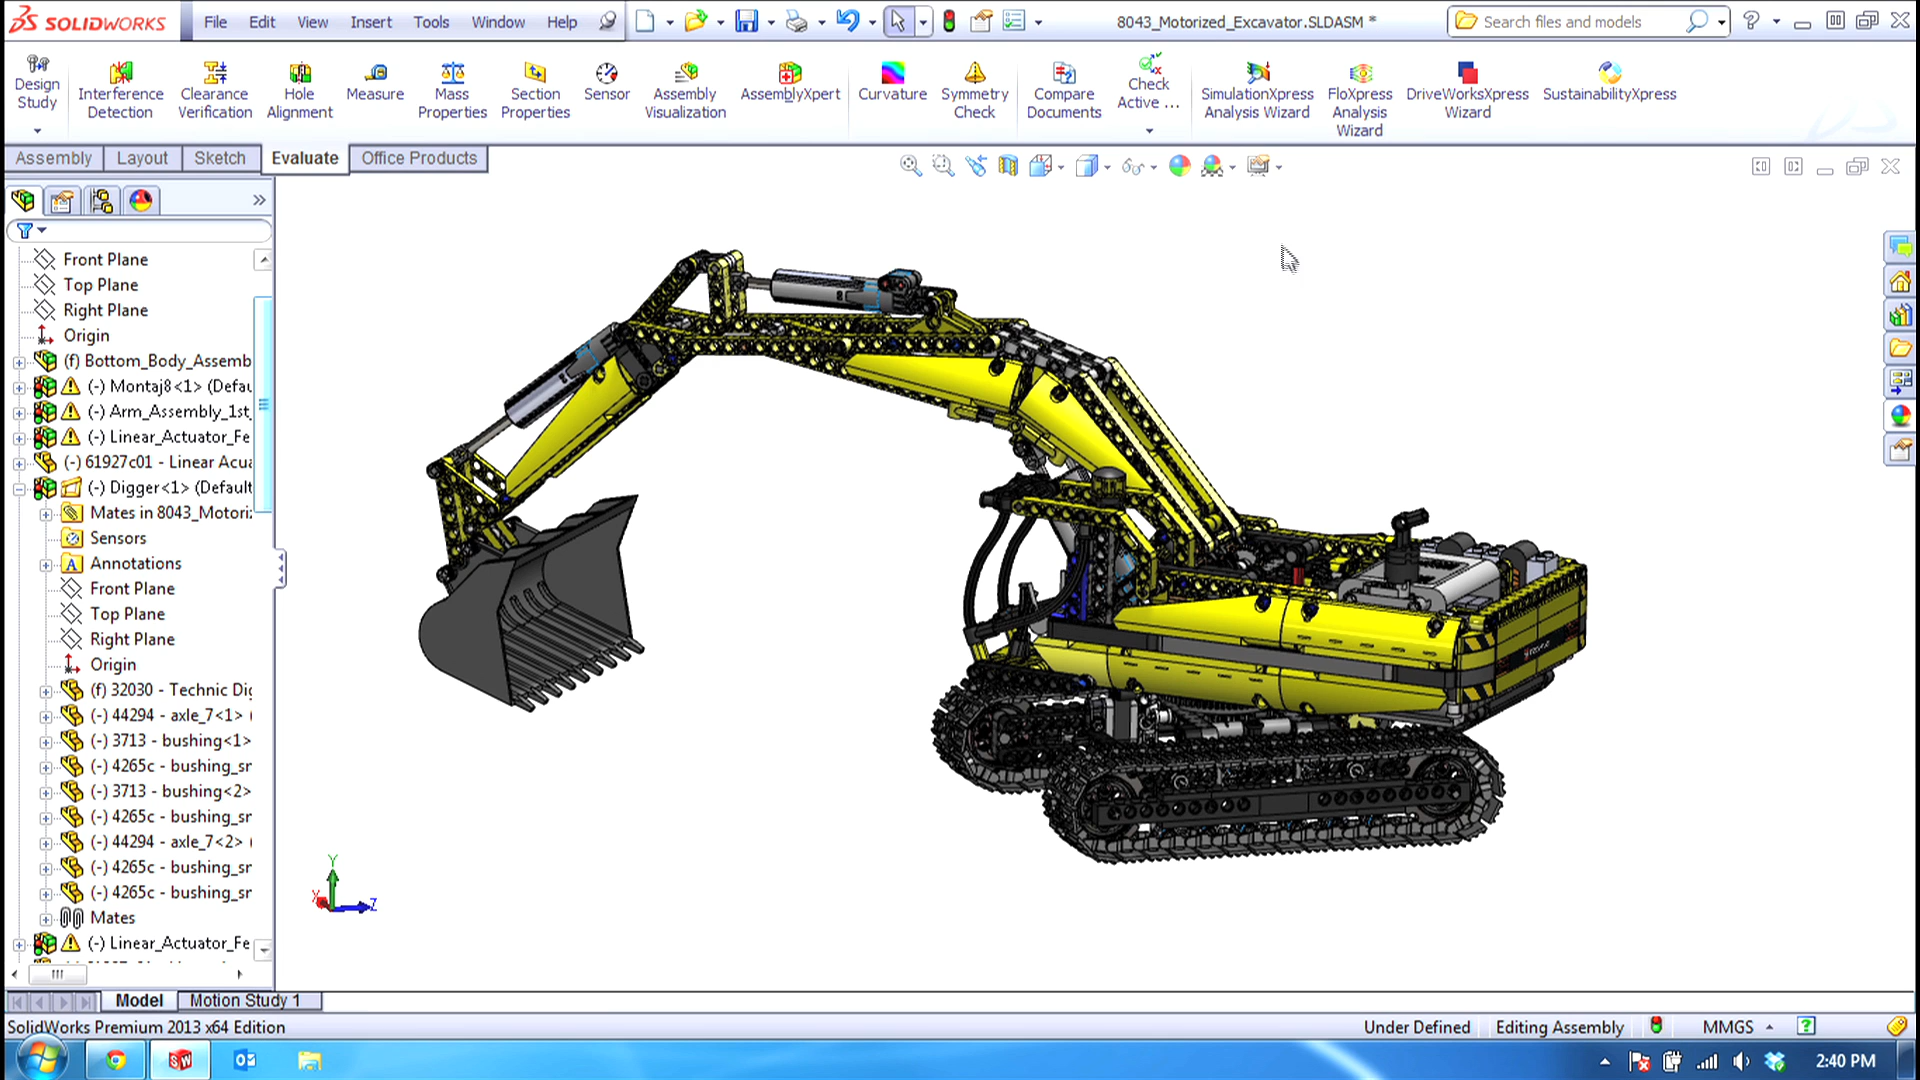 SOLIDWORKS File Edit View Insert Tools Window Help 8043_Motorized_Excavator.SLDASM * Search files and models
Design Study
Interference Detection
Clearance Verification
Hole Alignment
Measure
Mass Properties
Section Properties
Sensor
Assembly Visualization
AssemblyXpert
Curvature
Symmetry Check
Compare Documents
Check Active ...
SimulationXpress Analysis Wizard
FloXpress Analysis Wizard
DriveWorksXpress Wizard
SustainabilityXpress
Assembly Layout Sketch Evaluate Office Products
Front Plane
Top Plane
Right Plane
Origin
(f) Bottom_Body_Assemb
(-) Montaj8<1> (Defau
(-) Arm_Assembly_1st_
(-) Linear_Actuator_Fe
(-) 61927c01 - Linear Acua
(-) Digger<1> (Default
Mates in 8043_Motori
Sensors
Annotations
Front Plane
Top Plane
Right Plane
Origin
(f) 32030 - Technic Dig
(-) 44294 - axle_7<1> (
(-) 3713 - bushing<1>
(-) 4265c - bushing_sr
(-) 3713 - bushing<2>
(-) 4265c - bushing_sr
(-) 44294 - axle_7<2> (
(-) 4265c - bushing_sr
(-) 4265c - bushing_sr
Mates
(-) Linear_Actuator_Fe
Y
X Z
Model Motion Study 1
SolidWorks Premium 2013 x64 Edition Under Defined Editing Assembly MMGS
2:40 PM